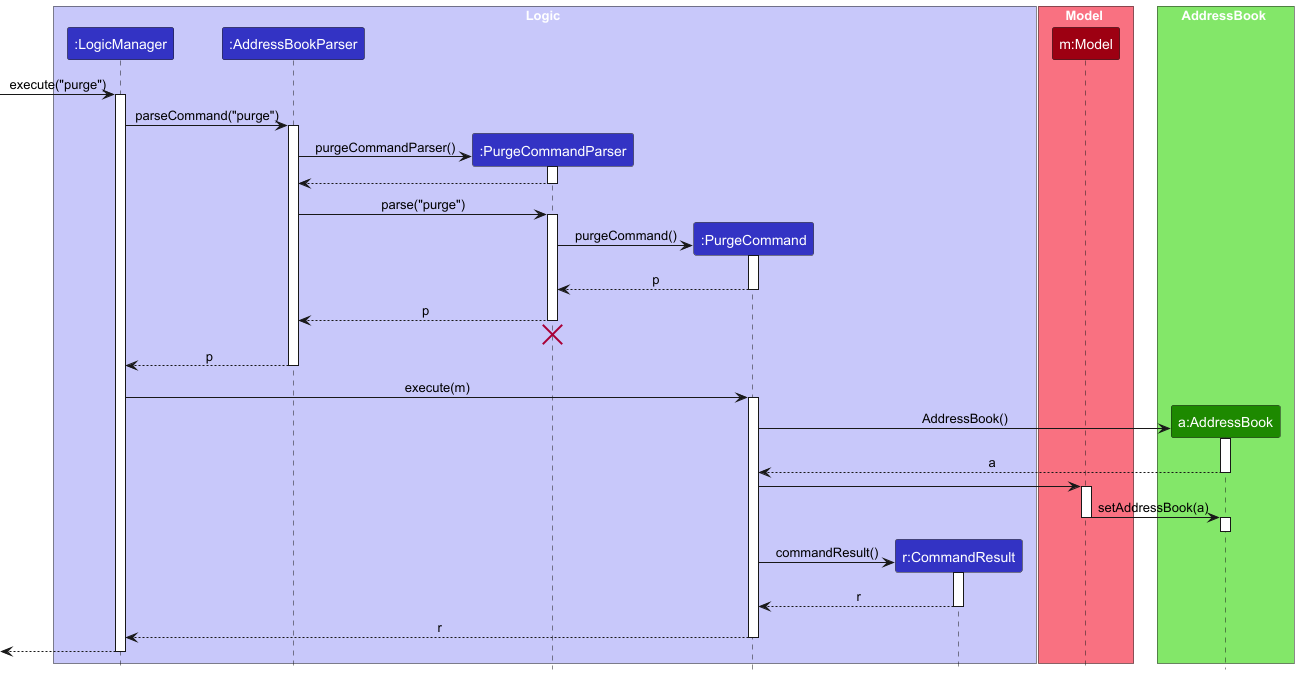 Logic
Model
AddressBook
:LogicManager
:AddressBookParser
m:Model
execute("purge")
parseCommand("purge")
purgeCommandParser()
:PurgeCommandParser
parse("purge")
purgeCommand()
:PurgeCommand
p
p
p
execute(m)
AddressBook()
a:AddressBook
a
setAddressBook(a)
commandResult()
r:CommandResult
r
r